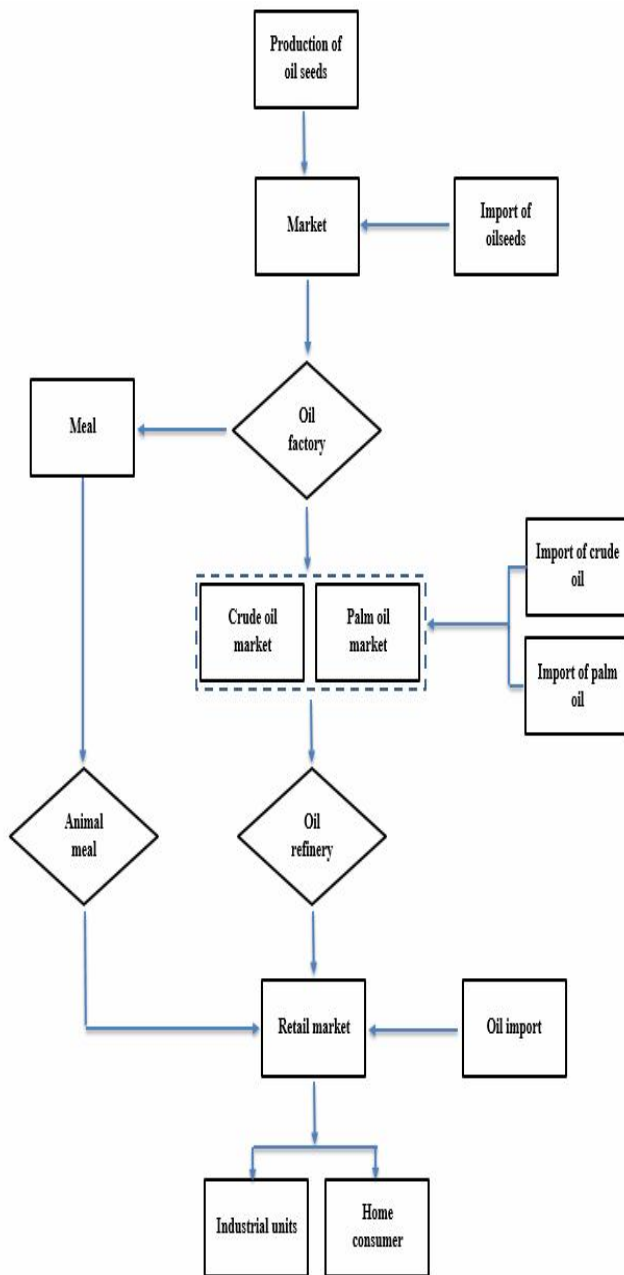 Production of
oil seeds
Market
Import of
oilseeds
Meal
Oil
factory
Import of crude
oil
Crude oil
market
Palm oil
market
Import of palm
oil
Animal
meal
Oil
refinery
Retail market
Oil import
Industrial units
Home
consumer